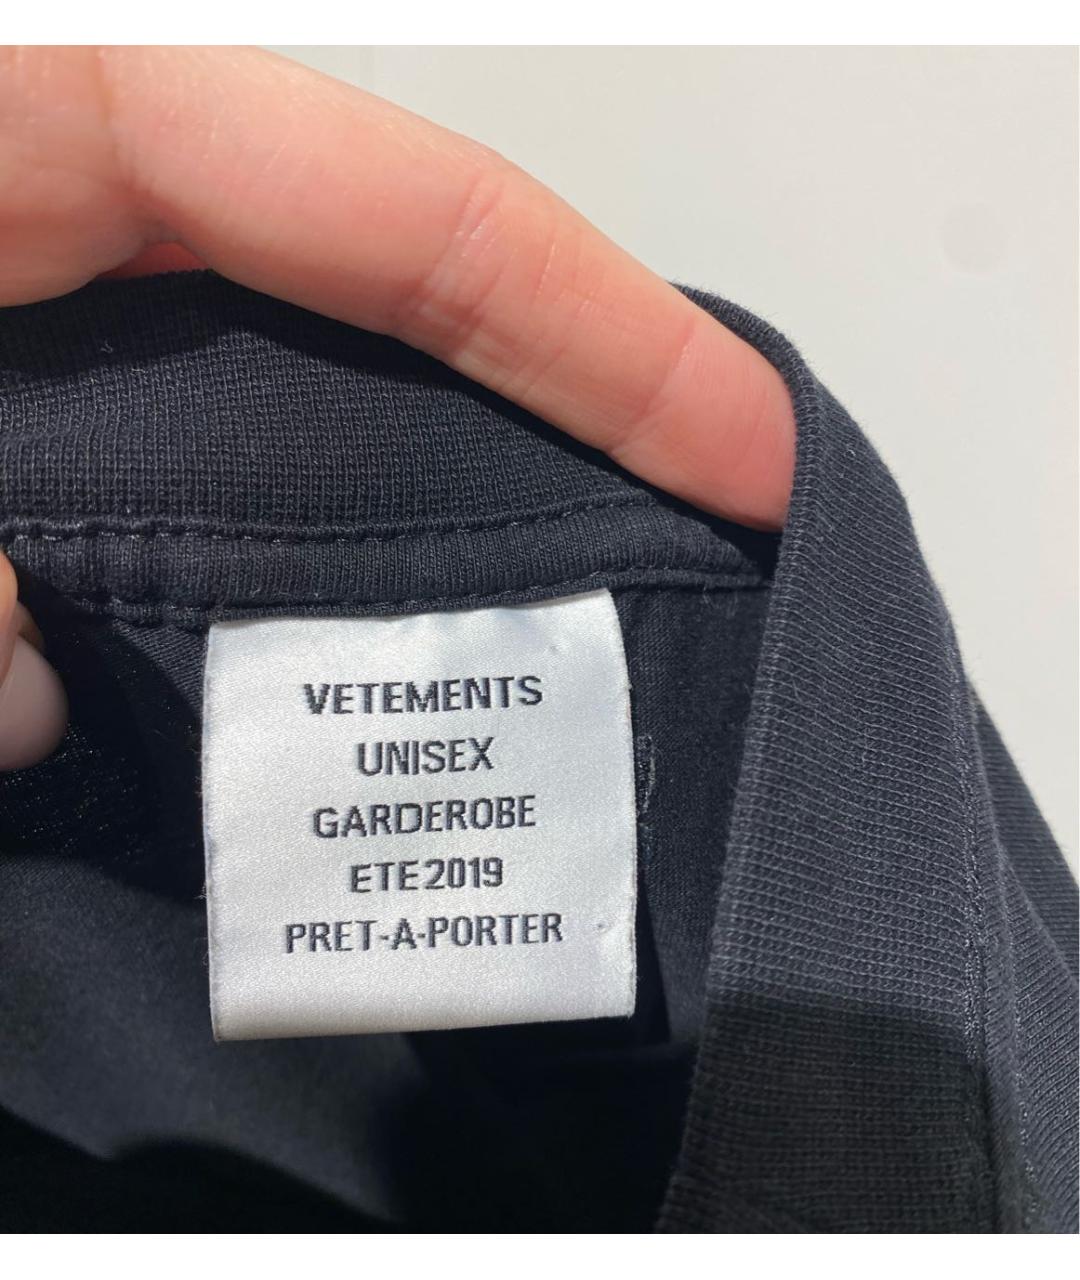 VETEMENTS
UNISEX
GARDEROBE
ETE2019
PRET-A-PORTER